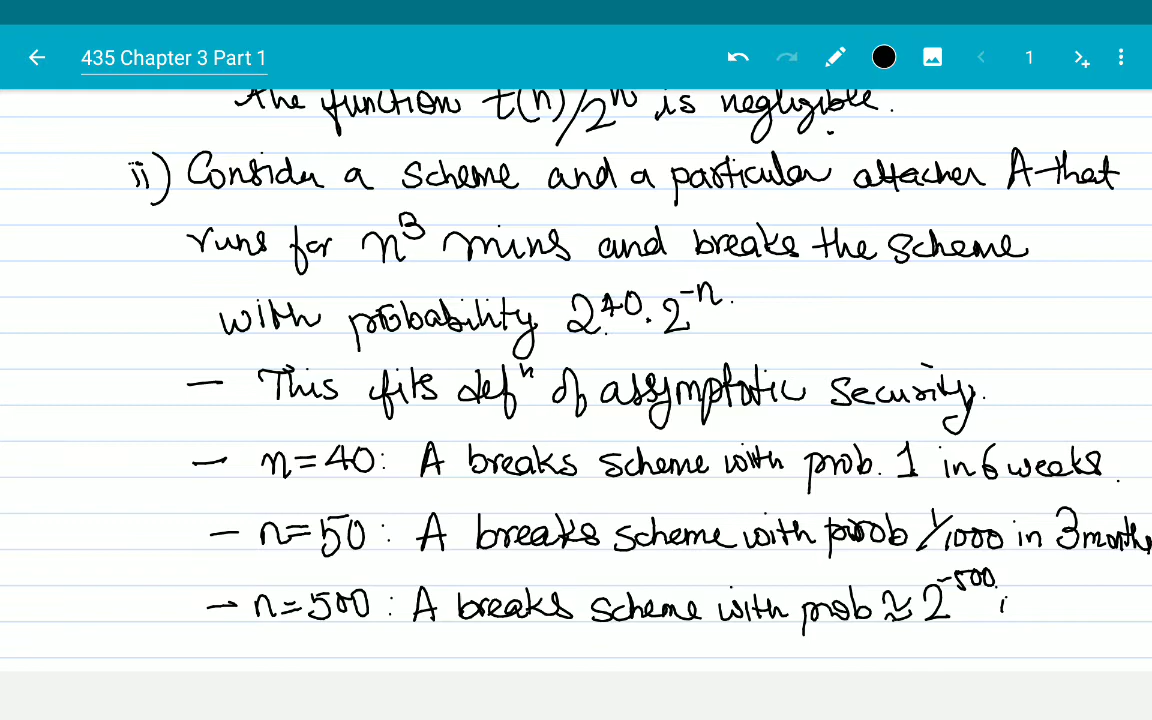 435 Chapter 3 Part 1
1
the function t(n)/2^n is negligible.
ii) Consider a scheme and a particular attacker A that
runs for n^3 mins and breaks the scheme
with probability 2^40 . 2^-n.
— This fits def^n of assymptotic security.
— n=40: A breaks scheme with prob. 1 in 6 weeks.
— n=50: A breaks scheme with prob 1/1000 in 3 months
— n=500: A breaks scheme with prob ≈ 2^-500 i